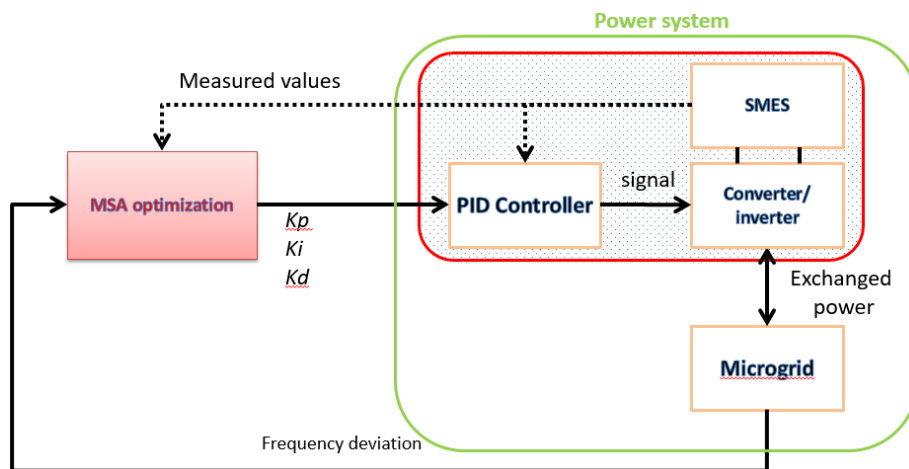 Power system
Measured values
SMES
MSA optimization
PID Controller
signal
Converter/
inverter
Kp
Ki
Kd
Exchanged
power
Microgrid
Frequency deviation